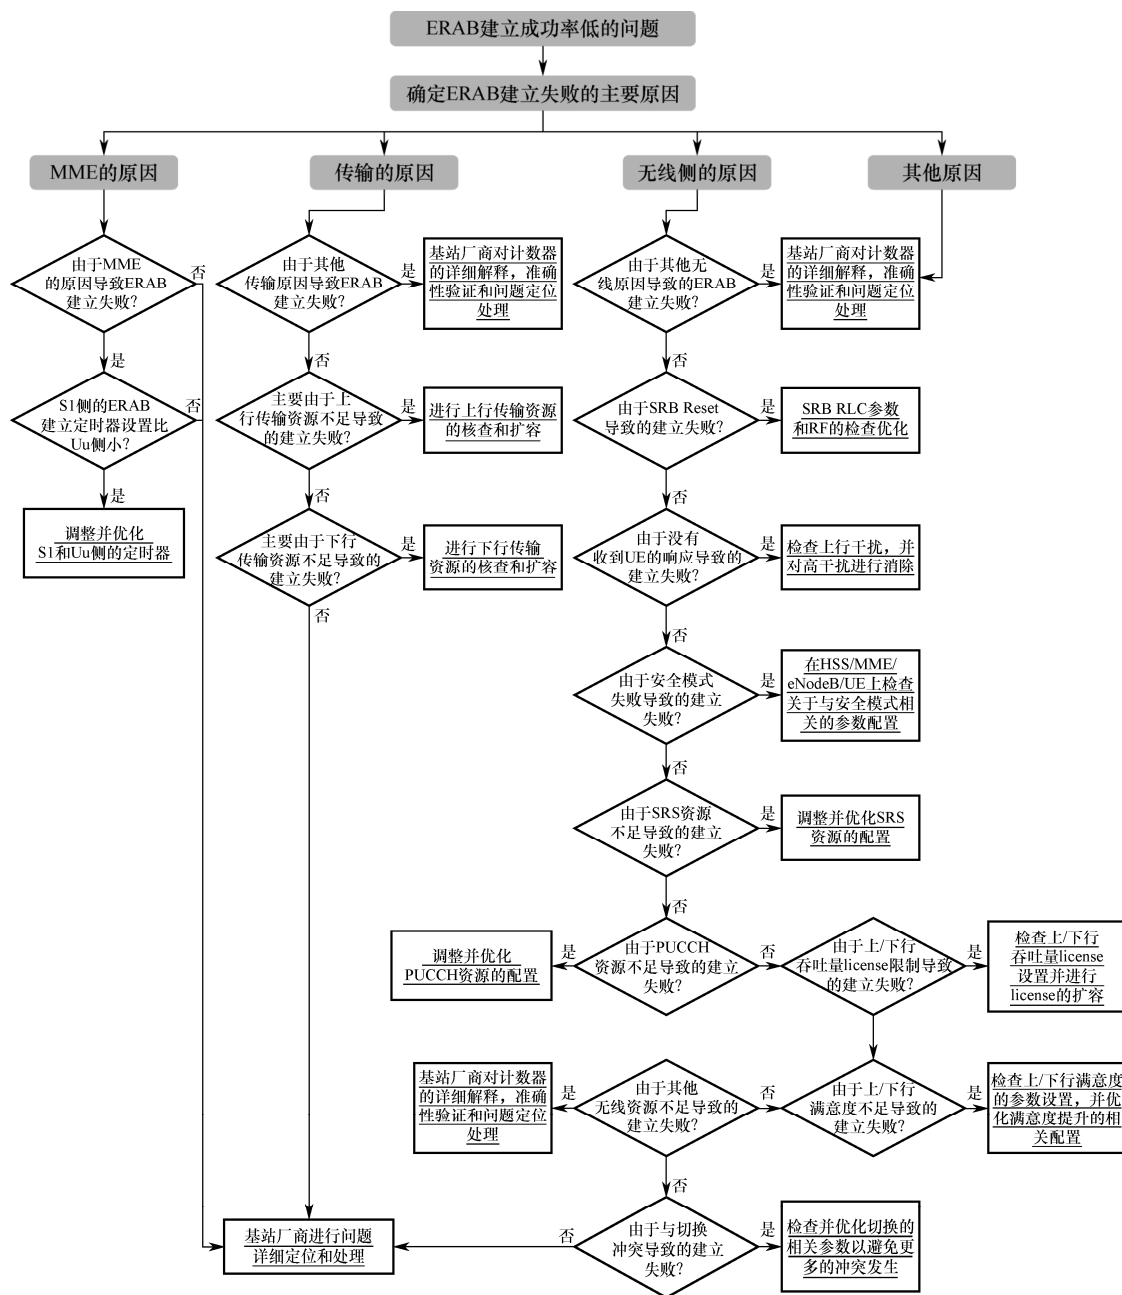 ERAB建立成功率低的问题
确定ERAB建立失败的主要原因
MME的原因
传输的原因
无线侧的原因
其他原因
由于MME
的原因导致ERAB
建立失败?
否
是
S1侧的ERAB
建立定时器设置比
Uu侧小?
否
是
调整并优化
S1和Uu侧的定时器
由于其他
传输原因导致ERAB
建立失败?
是
基站厂商对计数器
的详细解释，准确
性验证和问题定位
处理
否
主要由于上
行传输资源不足导致
的建立失败?
是
进行上行传输资源
的核查和扩容
否
主要由于下行
传输资源不足导致的
建立失败?
是
进行下行传输
资源的核查和扩容
否
由于其他无
线原因导致的ERAB
建立失败?
是
基站厂商对计数器
的详细解释，准确
性验证和问题定位
处理
否
由于SRB Reset
导致的建立失败?
是
SRB RLC参数
和RF的检查优化
否
由于没有
收到UE的响应导致的
建立失败?
是
检查上行干扰，并
对高干扰进行消除
否
由于安全模式
失败导致的建立
失败?
是
在HSS/MME/
eNodeB/UE上检查
关于与安全模式相
关的参数配置
否
由于SRS资源
不足导致的建立
失败?
是
调整并优化SRS
资源的配置
否
由于PUCCH
资源不足导致的建立
失败?
是
调整并优化
PUCCH资源的配置
否
由于上/下行
吞吐量license限制导致
的建立失败?
是
检查上/下行
吞吐量license
设置并进行
license的扩容
由于上/下行
满意度不足导致的
建立失败?
是
检查上/下行满意度
的参数设置，并优
化满意度提升的相
关配置
否
由于其他
无线资源不足导致的
建立失败?
是
基站厂商对计数器
的详细解释，准确
性验证和问题定位
处理
否
由于与切换
冲突导致的建立
失败?
是
检查并优化切换的
相关参数以避免更
多的冲突发生
否
基站厂商进行问题
详细定位和处理